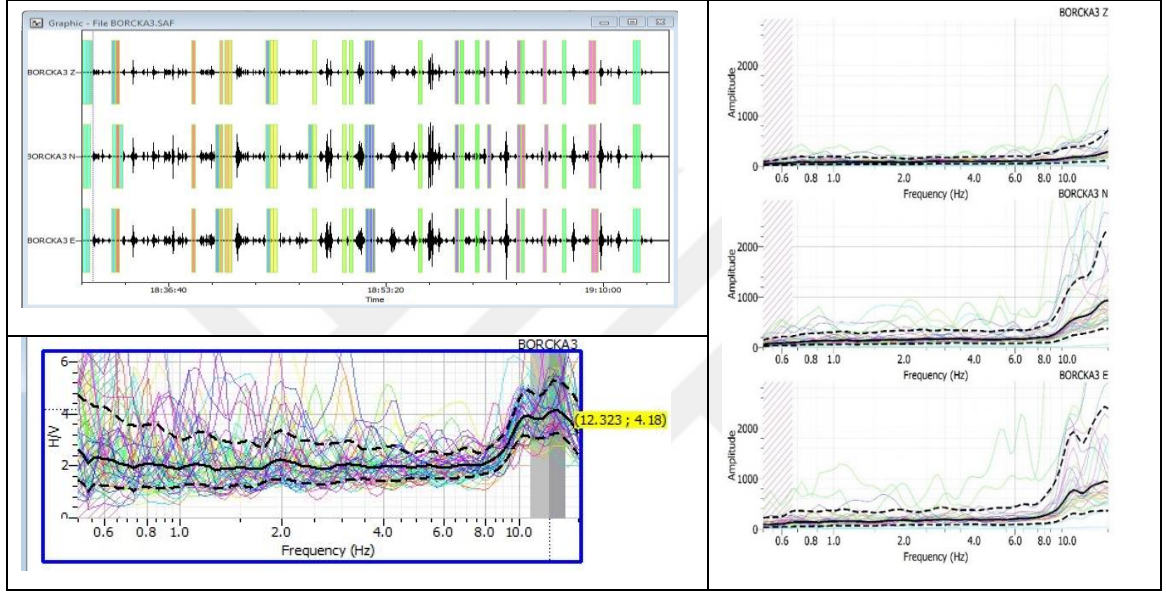 Graphic - File BORCKA3.SAF
BORCKA3 Z
BORCKA3 N
BORCKA3 E
18:36:40 18:53:20 19:10:00
Time
BORCKA3
6
4
2
0
H/V
(12.323 ; 4.18)
0.6 0.8 1.0 2.0 4.0 6.0 8.0 10.0
Frequency (Hz)
BORCKA3 Z
2000
1000
0
Amplitude
0.6 0.8 1.0 2.0 4.0 6.0 8.0 10.0
Frequency (Hz)
BORCKA3 N
2000
1000
0
Amplitude
0.6 0.8 1.0 2.0 4.0 6.0 8.0 10.0
Frequency (Hz)
BORCKA3 E
2000
1000
0
Amplitude
0.6 0.8 1.0 2.0 4.0 6.0 8.0 10.0
Frequency (Hz)